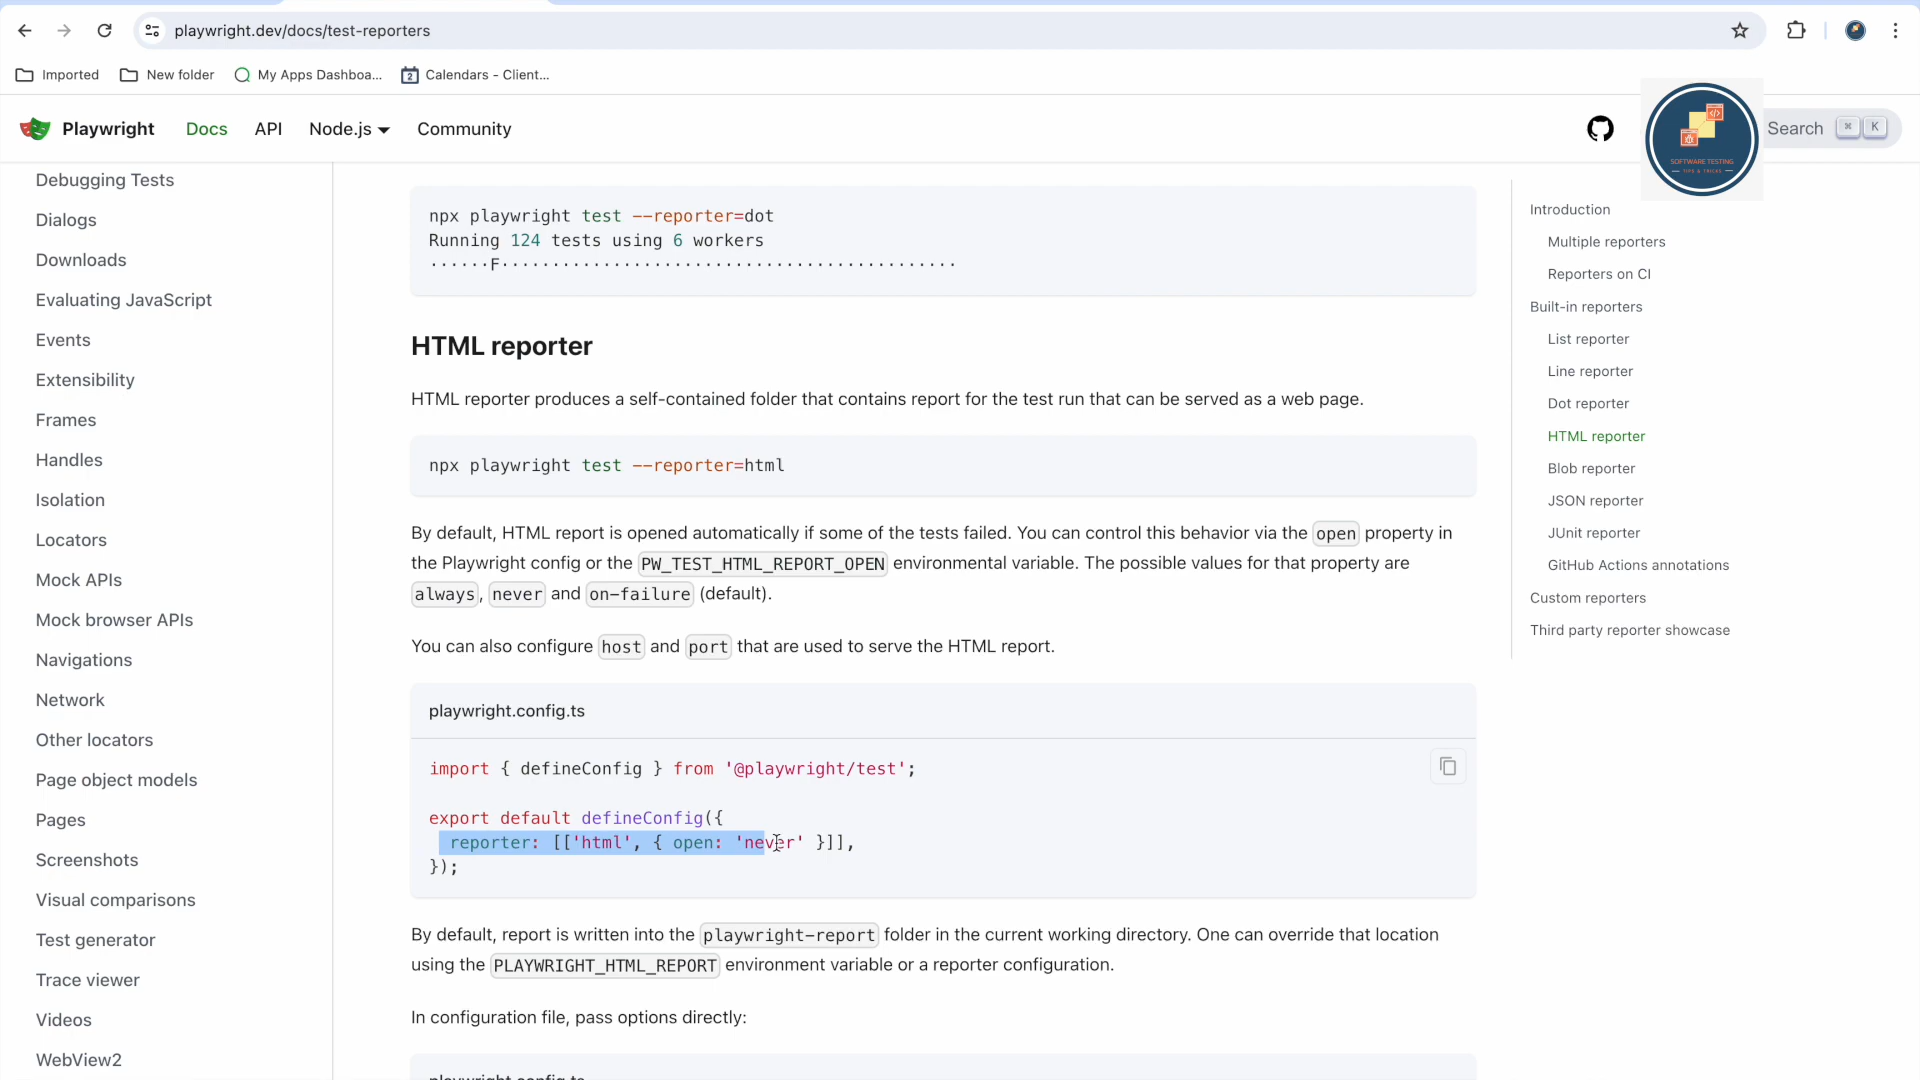 playwright.dev/docs/test-reporters
Imported
New folder
My Apps Dashboa...
2 Calendars - Client...
Playwright
Docs
API
Node.js
Community
Search ⌘ K
SOFTWARE TESTING
— TIPS & TRICKS —
Debugging Tests
Dialogs
Downloads
Evaluating JavaScript
Events
Extensibility
Frames
Handles
Isolation
Locators
Mock APIs
Mock browser APIs
Navigations
Network
Other locators
Page object models
Pages
Screenshots
Visual comparisons
Test generator
Trace viewer
Videos
WebView2
npx playwright test --reporter=dot
Running 124 tests using 6 workers
······F·············································
HTML reporter
HTML reporter produces a self-contained folder that contains report for the test run that can be served as a web page.
npx playwright test --reporter=html
By default, HTML report is opened automatically if some of the tests failed. You can control this behavior via the open property in
the Playwright config or the PW_TEST_HTML_REPORT_OPEN environmental variable. The possible values for that property are
always, never and on-failure (default).
You can also configure host and port that are used to serve the HTML report.
playwright.config.ts
import { defineConfig } from '@playwright/test';
export default defineConfig({
reporter: [['html', { open: 'never' }]],
});
By default, report is written into the playwright-report folder in the current working directory. One can override that location
using the PLAYWRIGHT_HTML_REPORT environment variable or a reporter configuration.
In configuration file, pass options directly:
playwright.config.ts
Introduction
Multiple reporters
Reporters on CI
Built-in reporters
List reporter
Line reporter
Dot reporter
HTML reporter
Blob reporter
JSON reporter
JUnit reporter
GitHub Actions annotations
Custom reporters
Third party reporter showcase